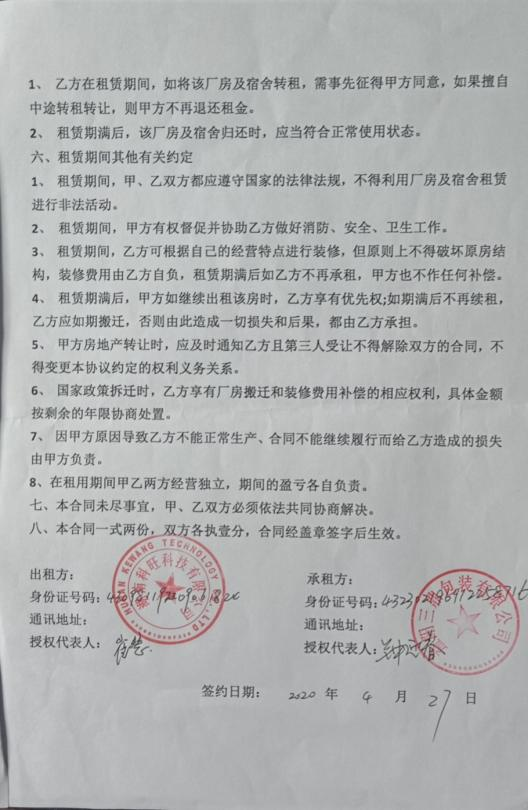 1、 乙方在租赁期间，如将该厂房及宿舍转租，需事先征得甲方同意，如果擅自
中途转租转让，则甲方不再退还租金。
2、 租赁期满后，该厂房及宿舍归还时，应当符合正常使用状态。
六、租赁期间其他有关约定
1、 租赁期间，甲、乙双方都应遵守国家的法律法规，不得利用厂房及宿舍租赁
进行非法活动。
2、 租赁期间，甲方有权督促并协助乙方做好消防、安全、卫生工作。
3、 租赁期间，乙方可根据自己的经营特点进行装修，但原则上不得破坏原房结
构，装修费用由乙方自负，租赁期满后如乙方不再承租，甲方也不作任何补偿。
4、 租赁期满后，甲方如继续出租该房时，乙方享有优先权;如期满后不再续租，
乙方应如期搬迁，否则由此造成一切损失和后果，都由乙方承担。
5、 甲方房地产转让时，应及时通知乙方且第三人受让不得解除双方的合同，不
得变更本协议约定的权利义务关系。
6、 国家政策拆迁时，乙方享有厂房搬迁和装修费用补偿的相应权利，具体金额
按剩余的年限协商处置。
7、 因甲方原因导致乙方不能正常生产、合同不能继续履行而给乙方造成的损失
由甲方负责。
8、在租用期间甲乙两方经营独立，期间的盈亏各自负责。
七、本合同未尽事宜，甲、乙双方必须依法共同协商解决。
八、本合同一式两份，双方各执壹分，合同经盖章签字后生效。
HUNAN KEWANG TECHNOLOGY CO.,LTD
湖南科旺科技有限公司
出租方：
身份证号码：
通讯地址：
授权代表人：
承租方：
身份证号码：
通讯地址：
授权代表人：
包装有限公司
签约日期： 2020 年 4 月 27 日